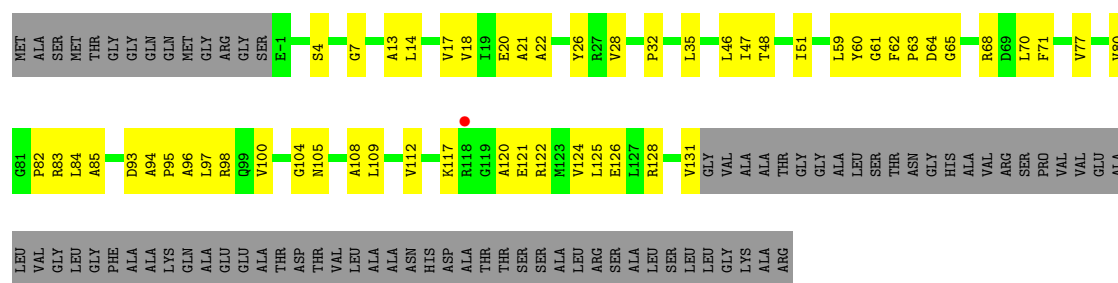 MET ALA SER MET THR GLY GLY GLN GLN MET GLY ARG GLY SER E-1 S4 G7 A13 L14 V17 V18 I19 E20 A21 A22 Y26 R27 V28 P32 L35 L46 I47 T48 I51 L59 Y60 G61 F62 P63 D64 G65 R68 D69 L70 F71 V77 V80
G81 P82 R83 L84 A85 D93 A94 P95 A96 L97 R98 Q99 V100 G104 N105 A108 L109 V112 K117 R118 G119 A120 E121 R122 M123 V124 L125 E126 L127 R128 V131 GLY VAL ALA ALA THR GLY GLY ALA LEU SER THR ASN GLY HIS ALA VAL ARG SER PRO VAL VAL GLU ALA
LEU VAL GLY LEU GLY PHE ALA ALA LYS GLN ALA GLU GLU ALA THR ASP THR VAL LEU ALA ALA ASN HIS ASP ALA THR THR SER SER ALA LEU ARG SER ALA LEU SER LEU LEU GLY LYS ALA ARG